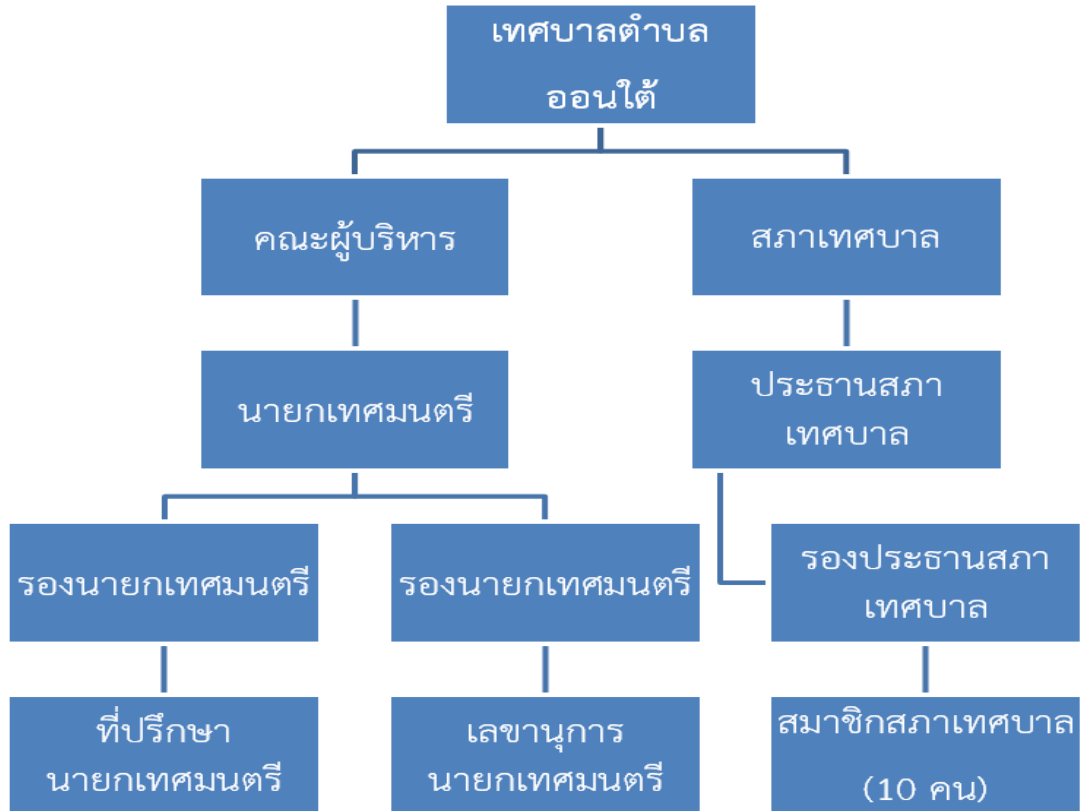 เทศบาลตำบล
ออนใต้
คณะผู้บริหาร
สภาเทศบาล
นายกเทศมนตรี
ประธานสภา
เทศบาล
รองนายกเทศมนตรี
รองนายกเทศมนตรี
รองประธานสภา
เทศบาล
ที่ปรึกษา
นายกเทศมนตรี
เลขานุการ
นายกเทศมนตรี
สมาชิกสภาเทศบาล
(10 คน)